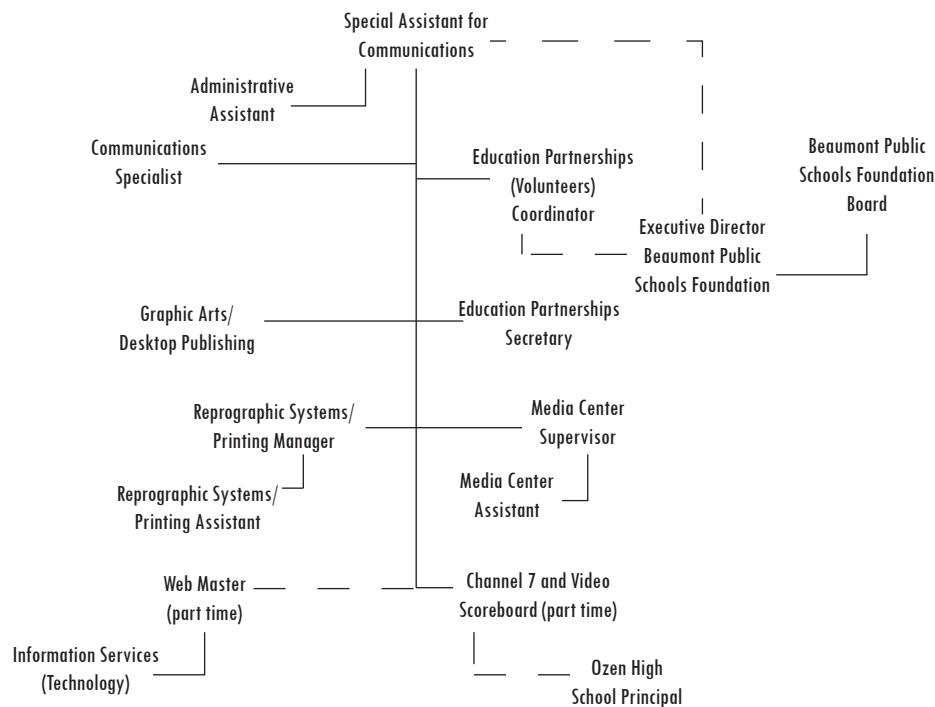 Special Assistant for
Communications
Administrative
Assistant
Communications
Specialist
Education Partnerships
(Volunteers)
Coordinator
Beaumont Public
Schools Foundation
Board
Executive Director
Beaumont Public
Schools Foundation
Graphic Arts/
Desktop Publishing
Education Partnerships
Secretary
Reprographic Systems/
Printing Manager
Media Center
Supervisor
Reprographic Systems/
Printing Assistant
Media Center
Assistant
Web Master
(part time)
Channel 7 and Video
Scoreboard (part time)
Information Services
(Technology)
Ozen High
School Principal